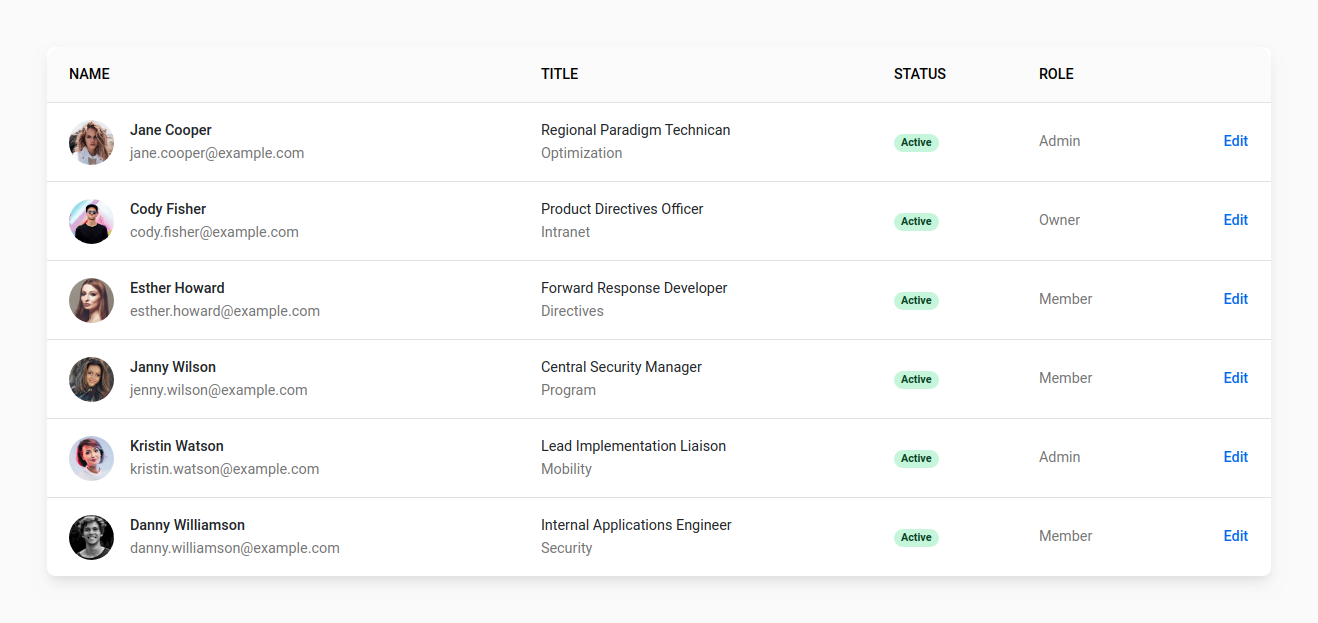 NAME TITLE STATUS ROLE
Jane Cooper Regional Paradigm Technican
jane.cooper@example.com Optimization Active Admin Edit
Cody Fisher Product Directives Officer
cody.fisher@example.com Intranet Active Owner Edit
Esther Howard Forward Response Developer
esther.howard@example.com Directives Active Member Edit
Janny Wilson Central Security Manager
jenny.wilson@example.com Program Active Member Edit
Kristin Watson Lead Implementation Liaison
kristin.watson@example.com Mobility Active Admin Edit
Danny Williamson Internal Applications Engineer
danny.williamson@example.com Security Active Member Edit